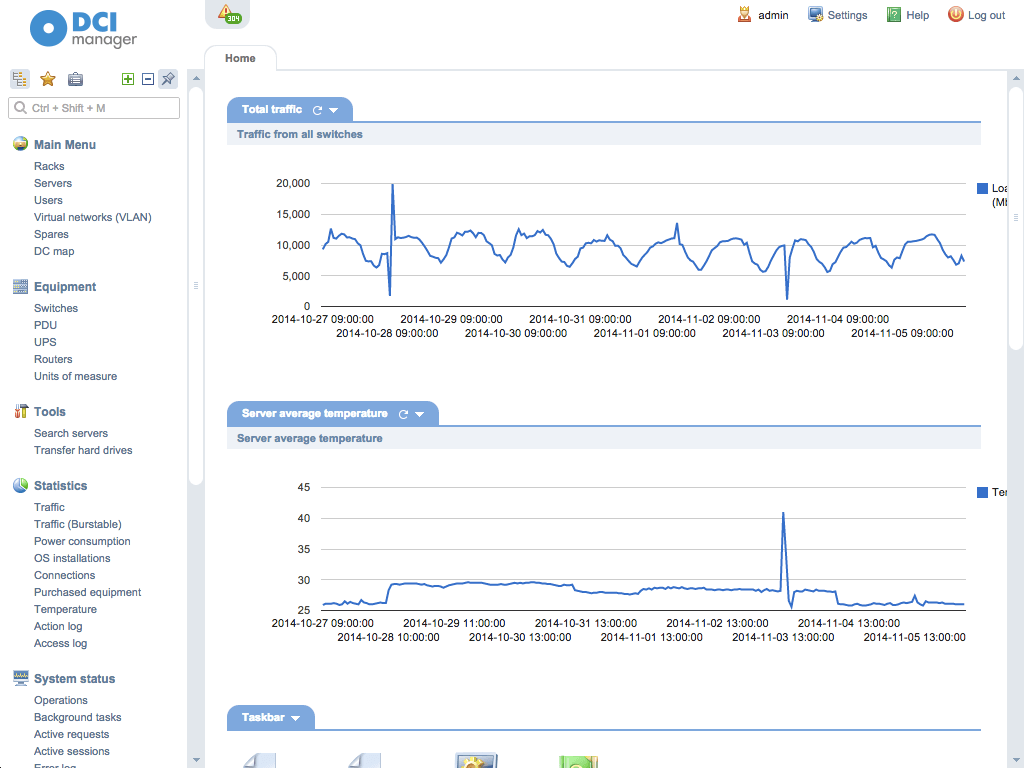 DCI
manager
304
admin
Settings
Help
Log out
Home
Ctrl + Shift + M
Main Menu
Racks
Servers
Users
Virtual networks (VLAN)
Spares
DC map
Equipment
Switches
PDU
UPS
Routers
Units of measure
Tools
Search servers
Transfer hard drives
Statistics
Traffic
Traffic (Burstable)
Power consumption
OS installations
Connections
Purchased equipment
Temperature
Action log
Access log
System status
Operations
Background tasks
Active requests
Active sessions
Error log
Total traffic
Traffic from all switches
20,000
15,000
10,000
5,000
0
2014-10-27 09:00:00 2014-10-29 09:00:00 2014-10-31 09:00:00 2014-11-02 09:00:00 2014-11-04 09:00:00
2014-10-28 09:00:00 2014-10-30 09:00:00 2014-11-01 09:00:00 2014-11-03 09:00:00 2014-11-05 09:00:00
Server average temperature
Server average temperature
45
40
35
30
25
2014-10-27 09:00:00 2014-10-29 11:00:00 2014-10-31 13:00:00 2014-11-02 13:00:00 2014-11-04 13:00:00
2014-10-28 10:00:00 2014-10-30 13:00:00 2014-11-01 13:00:00 2014-11-03 13:00:00 2014-11-05 13:00:00
Taskbar